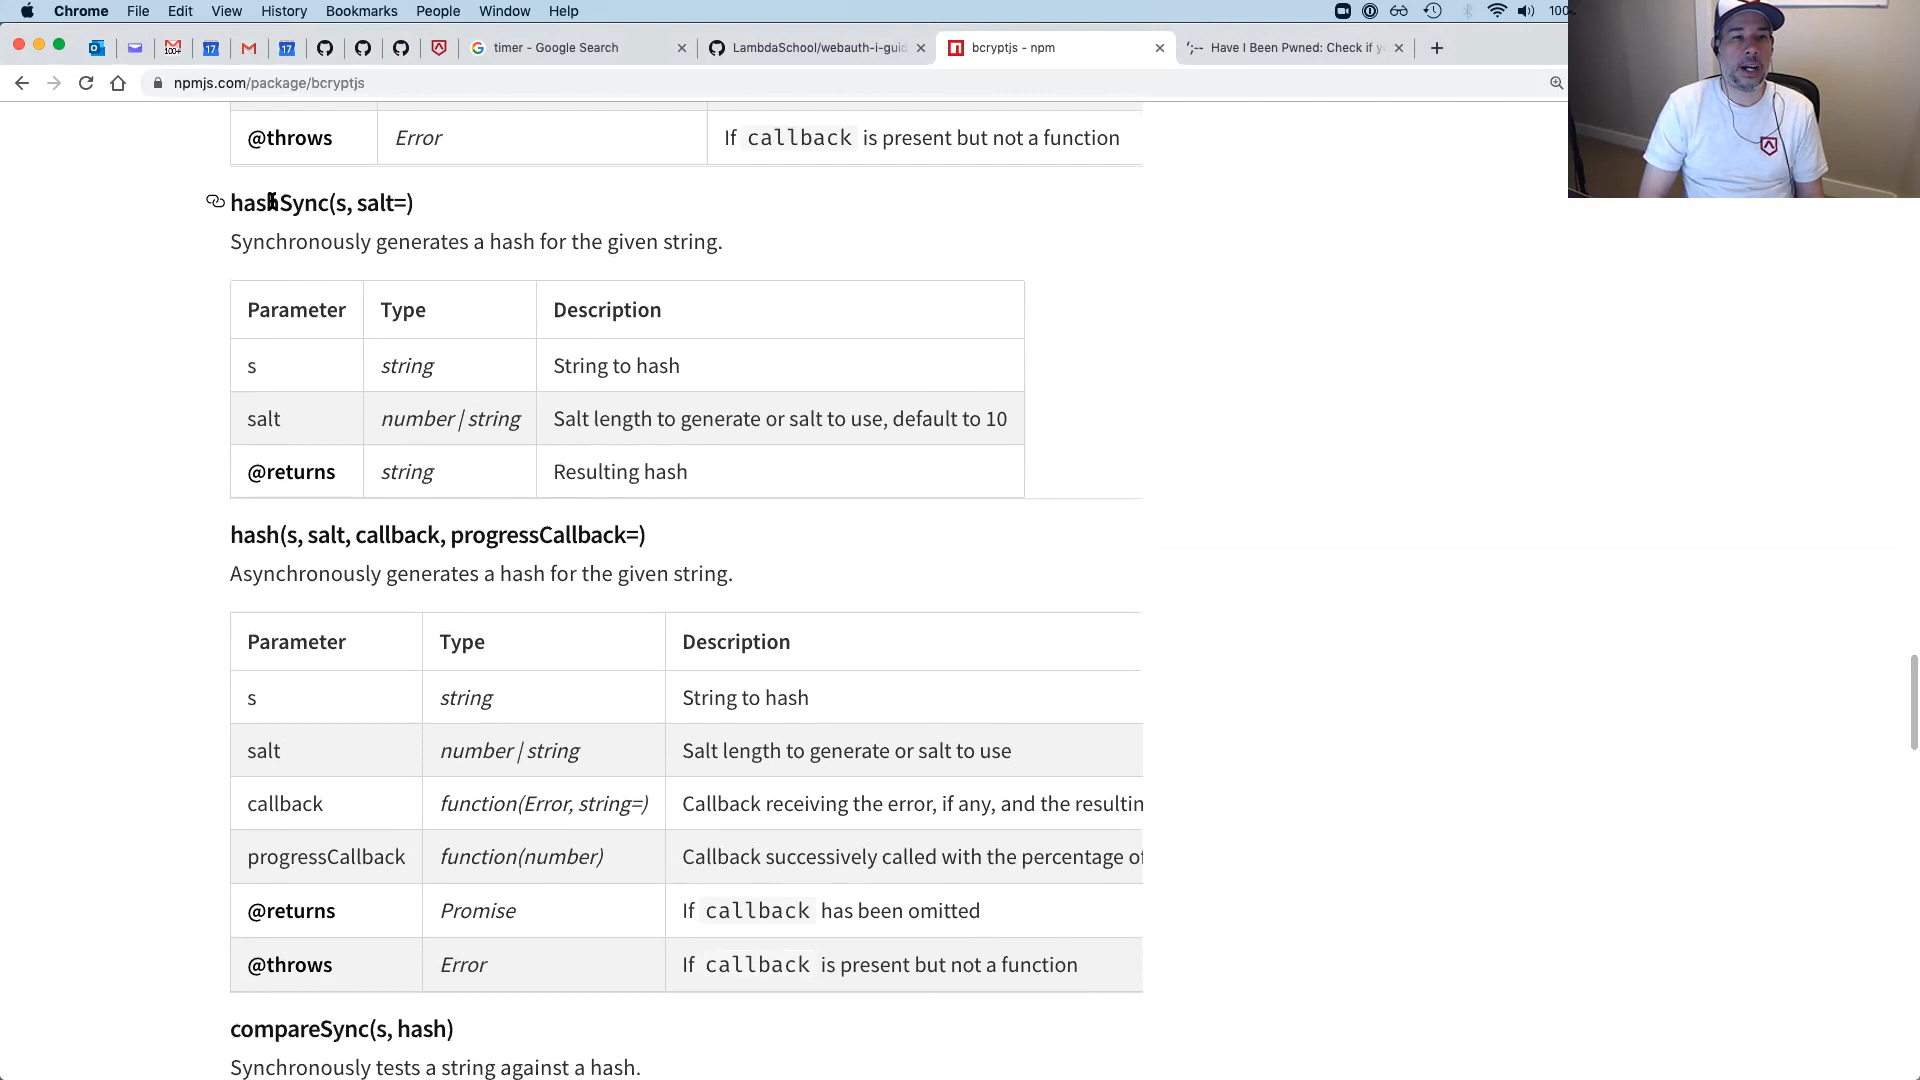 Chrome File Edit View History Bookmarks People Window Help
timer - Google Search
LambdaSchool/webauth-i-guid
bcryptjs - npm
Have I Been Pwned: Check if y
npmjs.com/package/bcryptjs
@throws Error If callback is present but not a function
hashSync(s, salt=)
Synchronously generates a hash for the given string.
Parameter Type Description
s string String to hash
salt number | string Salt length to generate or salt to use, default to 10
@returns string Resulting hash
hash(s, salt, callback, progressCallback=)
Asynchronously generates a hash for the given string.
Parameter Type Description
s string String to hash
salt number | string Salt length to generate or salt to use
callback function(Error, string=) Callback receiving the error, if any, and the resultin
progressCallback function(number) Callback successively called with the percentage of
@returns Promise If callback has been omitted
@throws Error If callback is present but not a function
compareSync(s, hash)
Synchronously tests a string against a hash.